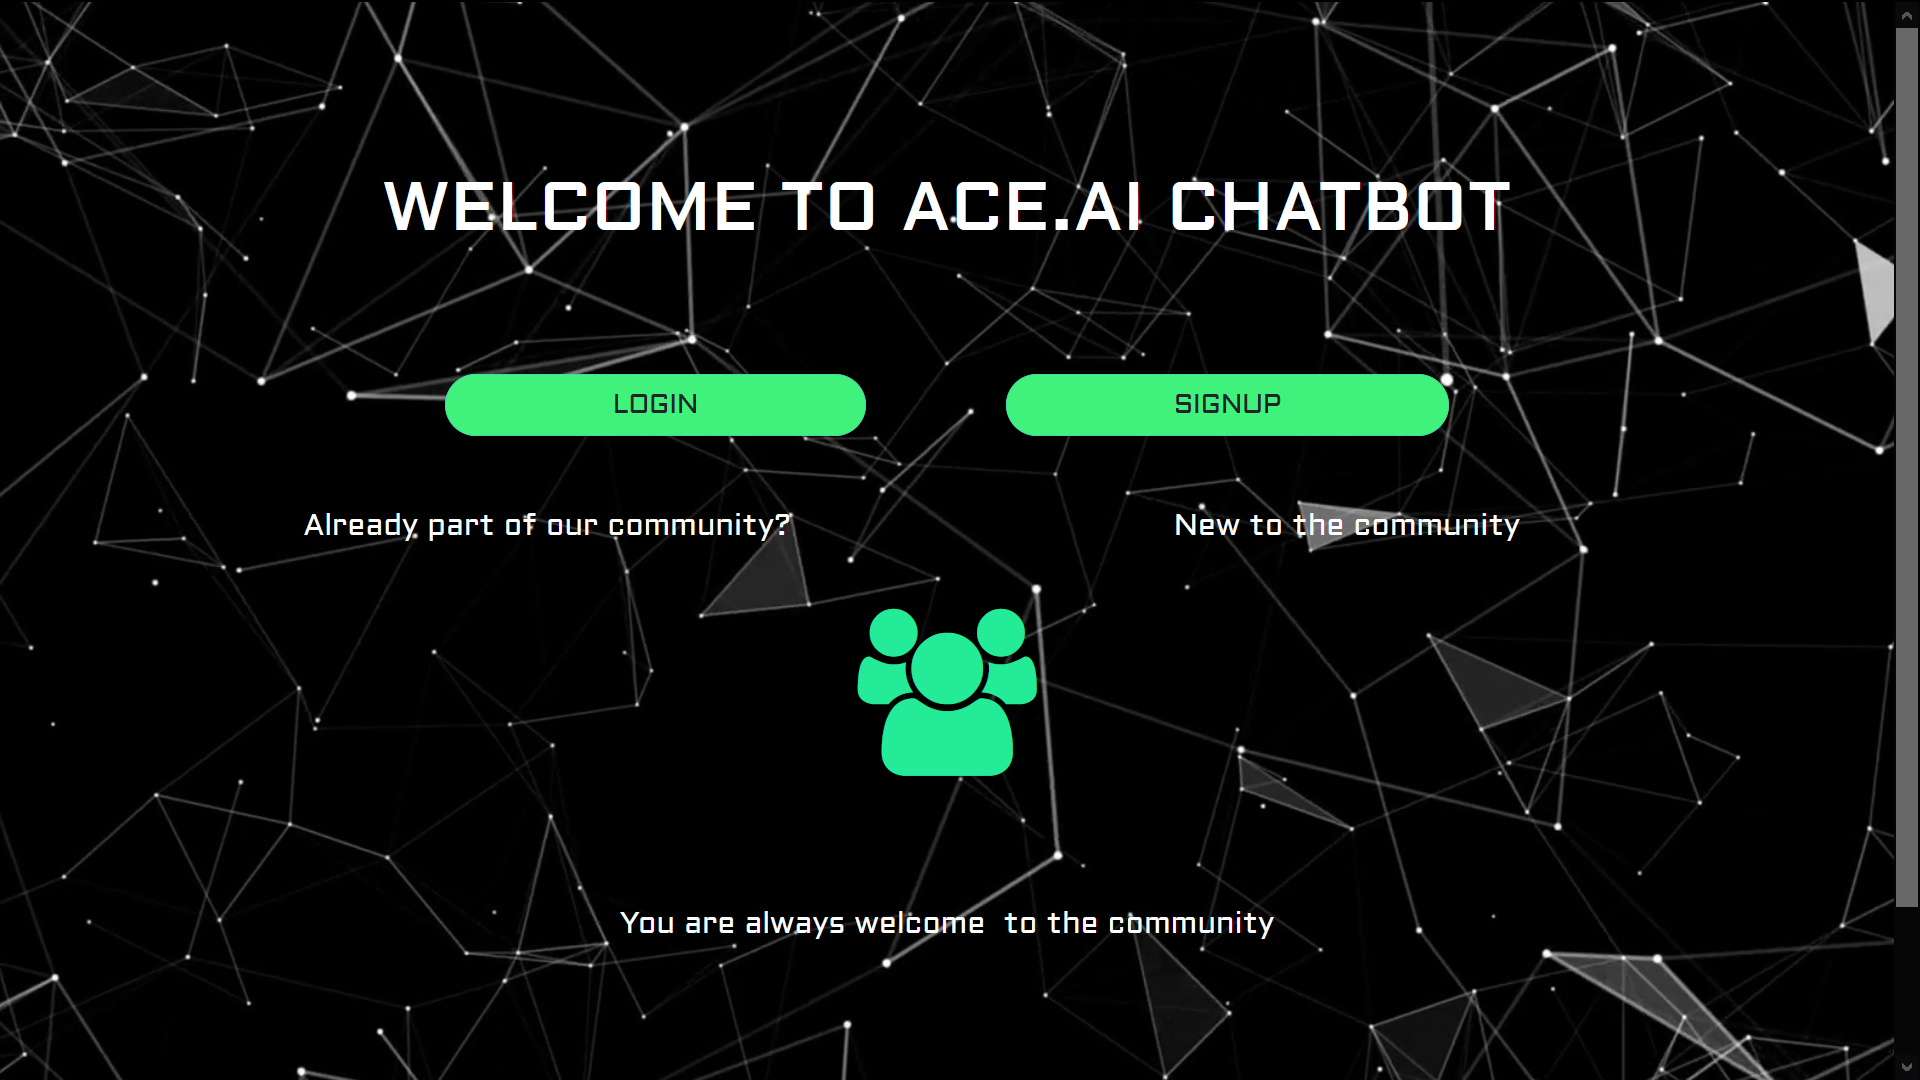 WELCOME TO ACE.AI CHATBOT
LOGIN
SIGNUP
Already part of our community?
New to the community
You are always welcome  to the community